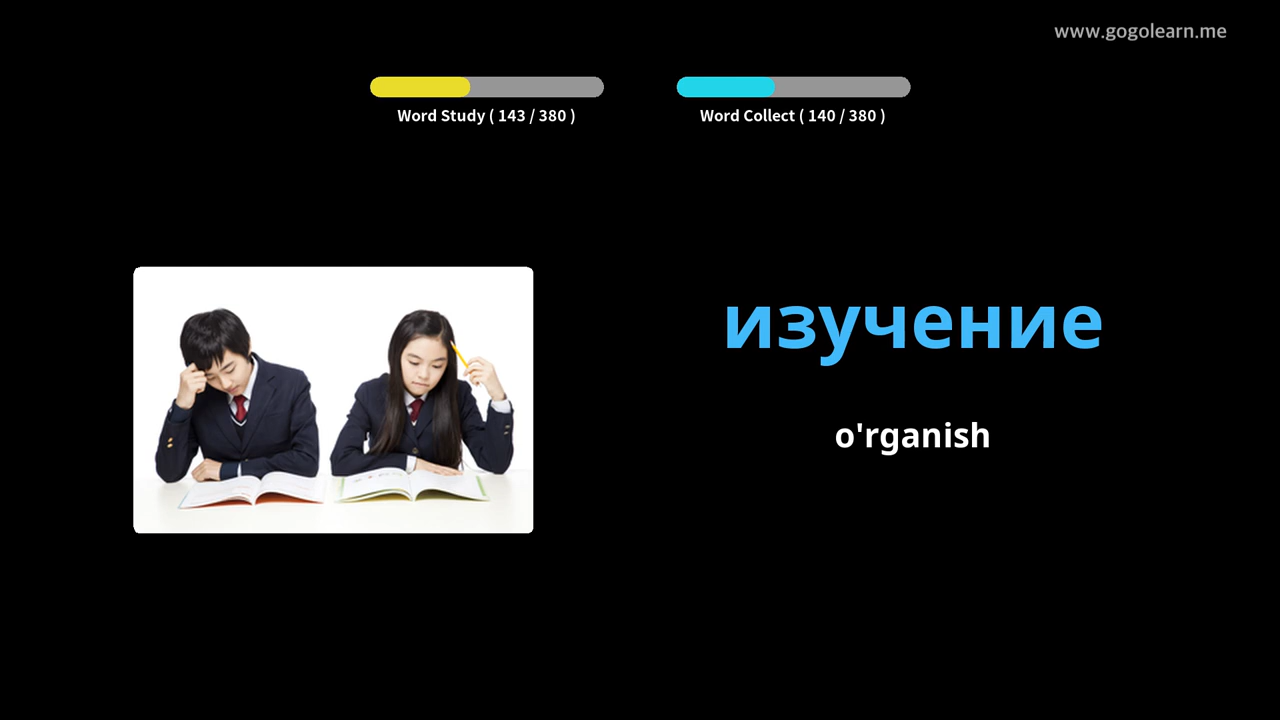 www.gogolearn.me
Word Study ( 143 / 380 )
Word Collect ( 140 / 380 )
изучение
o'rganish